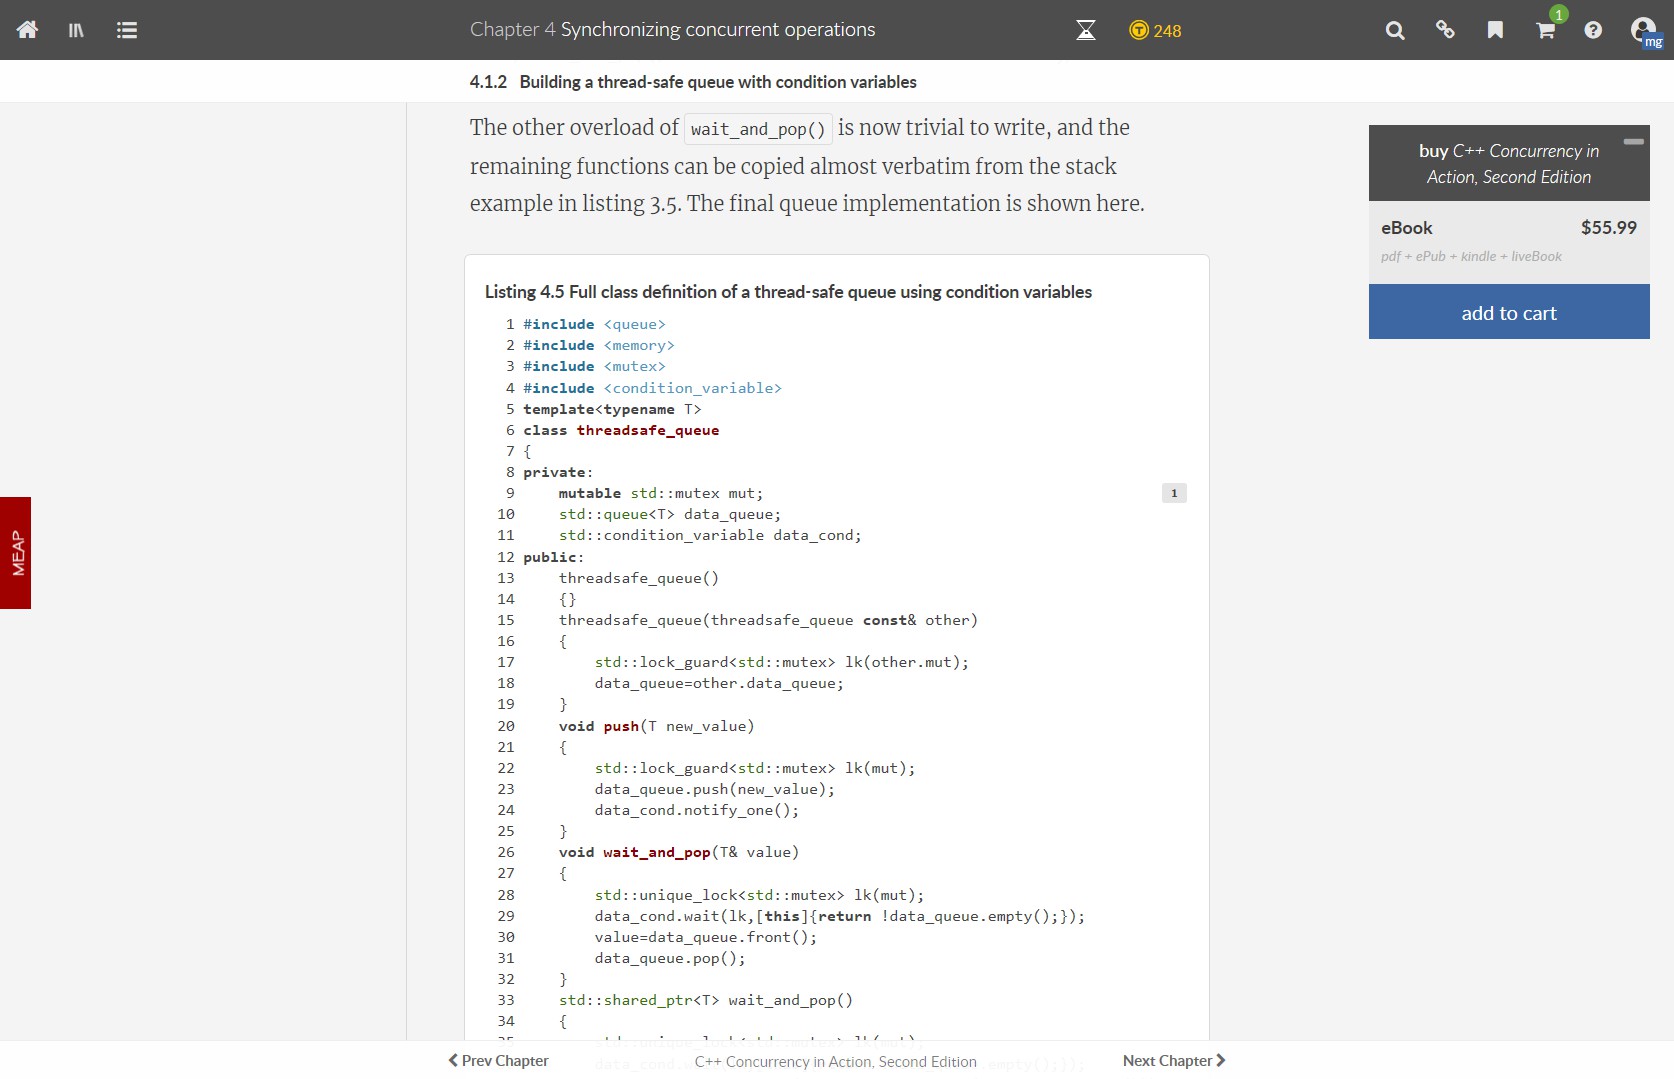 Chapter 4 Synchronizing concurrent operations
248
1
mg
4.1.2 Building a thread-safe queue with condition variables
The other overload of wait_and_pop() is now trivial to write, and the
remaining functions can be copied almost verbatim from the stack
example in listing 3.5. The final queue implementation is shown here.
buy C++ Concurrency in
Action, Second Edition
eBook $55.99
pdf + ePub + kindle + liveBook
add to cart
MEAP
Listing 4.5 Full class definition of a thread-safe queue using condition variables
1 #include <queue>
2 #include <memory>
3 #include <mutex>
4 #include <condition_variable>
5 template<typename T>
6 class threadsafe_queue
7 {
8 private:
9     mutable std::mutex mut; 1
10     std::queue<T> data_queue;
11     std::condition_variable data_cond;
12 public:
13     threadsafe_queue()
14     {}
15     threadsafe_queue(threadsafe_queue const& other)
16     {
17         std::lock_guard<std::mutex> lk(other.mut);
18         data_queue=other.data_queue;
19     }
20     void push(T new_value)
21     {
22         std::lock_guard<std::mutex> lk(mut);
23         data_queue.push(new_value);
24         data_cond.notify_one();
25     }
26     void wait_and_pop(T& value)
27     {
28         std::unique_lock<std::mutex> lk(mut);
29         data_cond.wait(lk,[this]{return !data_queue.empty();});
30         value=data_queue.front();
31         data_queue.pop();
32     }
33     std::shared_ptr<T> wait_and_pop()
34     {
35         std::unique_lock<std::mutex> lk(mut);
Prev Chapter C++ Concurrency in Action, Second Edition Next Chapter